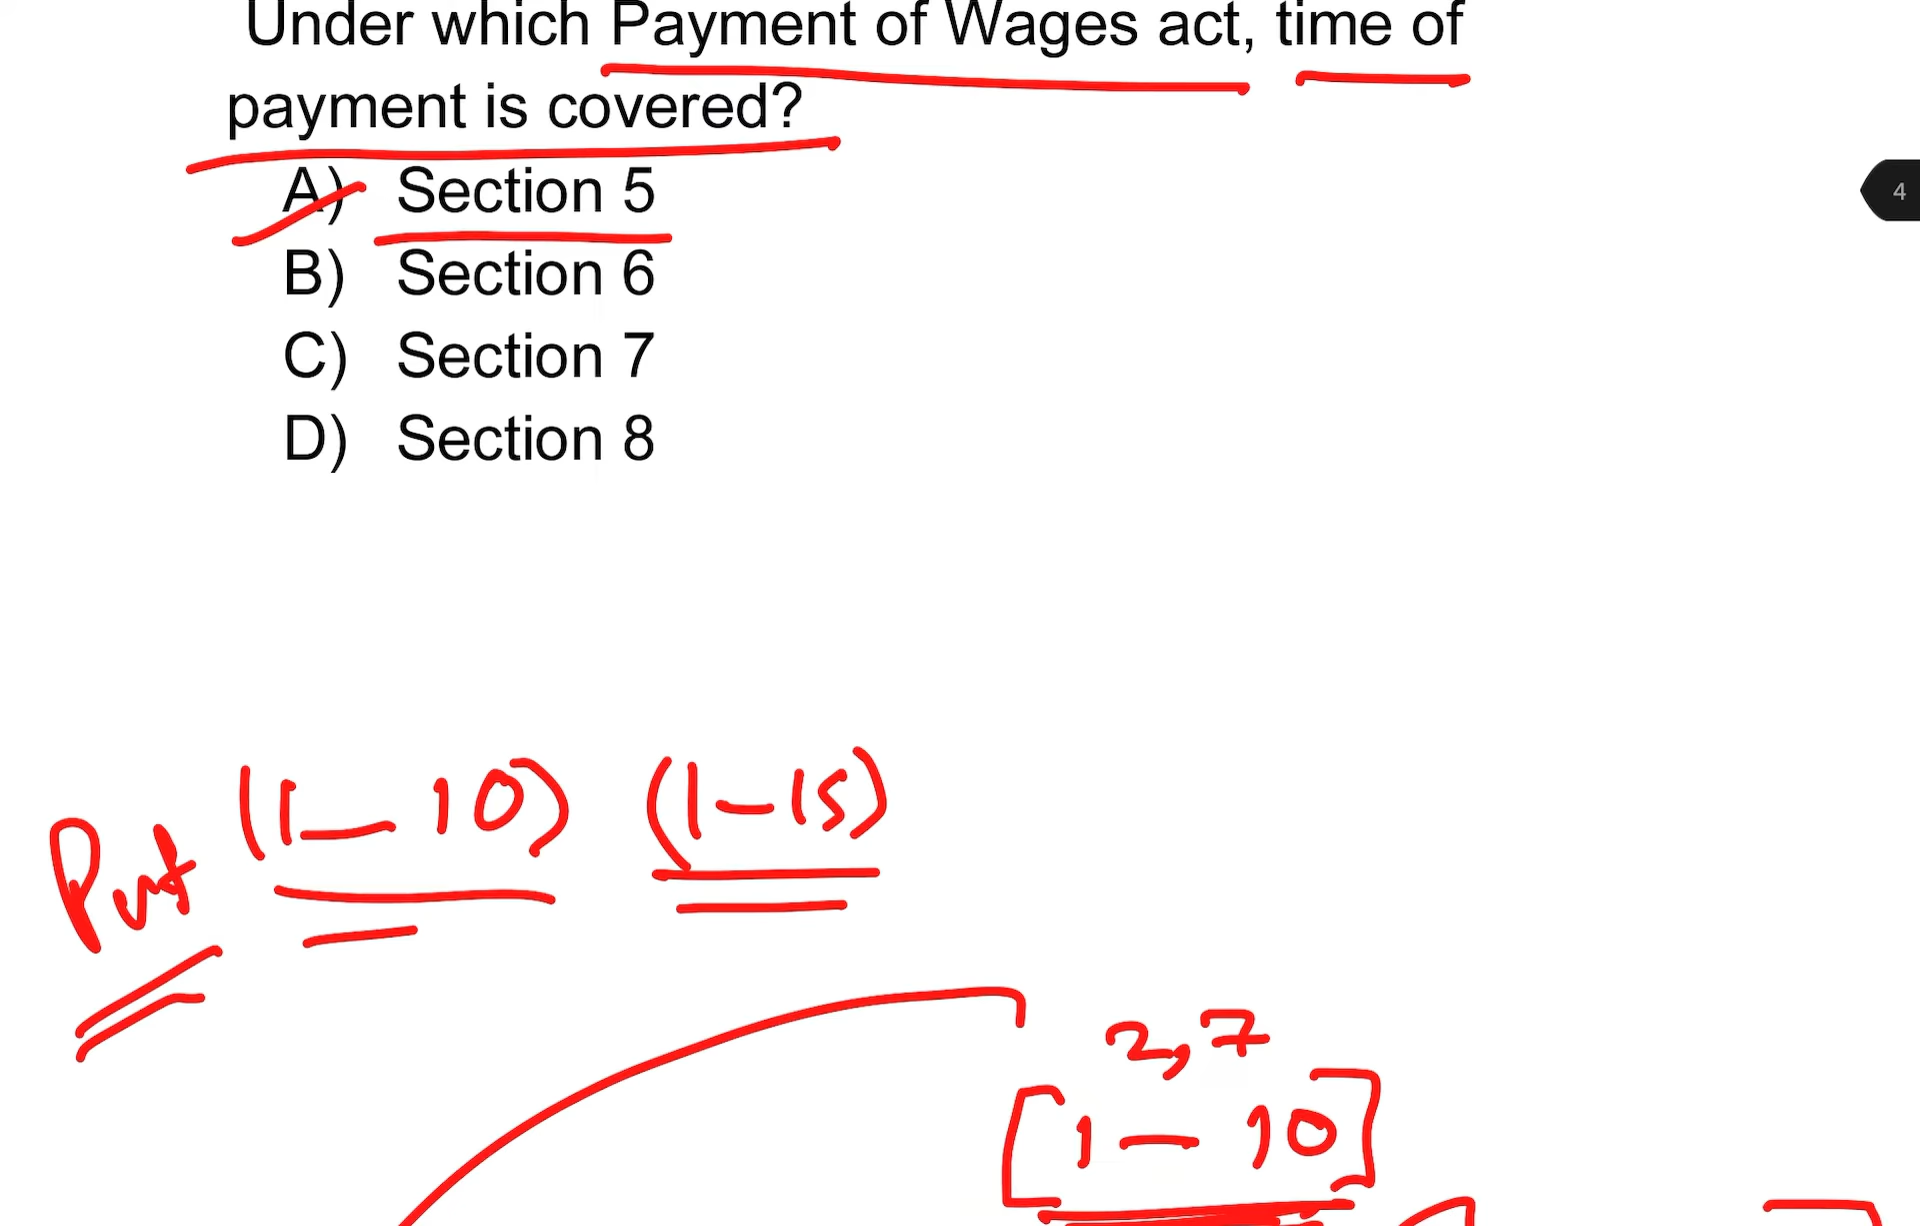 Under which Payment of Wages act, time of
payment is covered?
A) Section 5
B) Section 6
C) Section 7
D) Section 8
4
(1-10) (1-15)
2,7
[1-10]